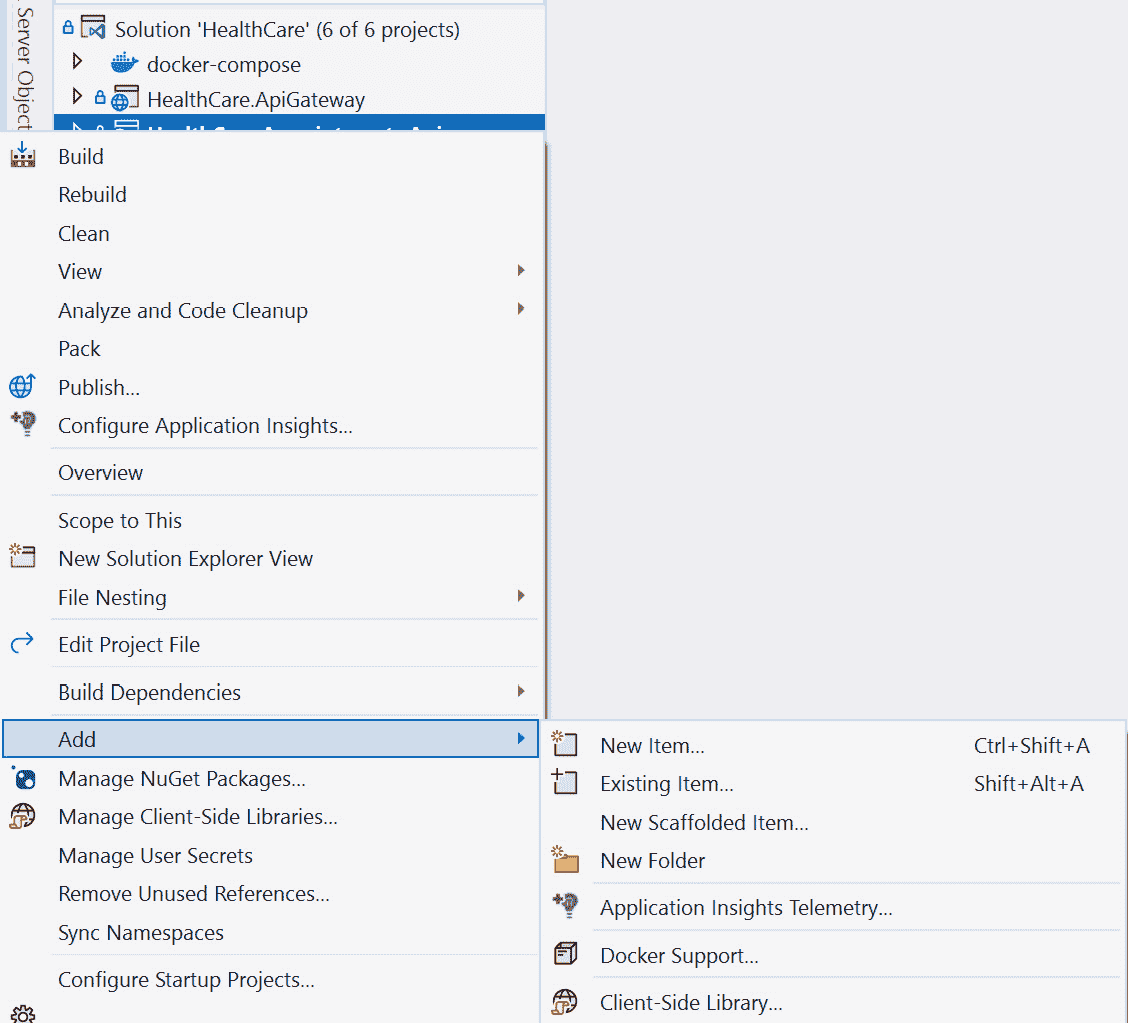 Server Object
Solution 'HealthCare' (6 of 6 projects)
docker-compose
HealthCare.ApiGateway
Build
Rebuild
Clean
View
Analyze and Code Cleanup
Pack
Publish...
Configure Application Insights...
Overview
Scope to This
New Solution Explorer View
File Nesting
Edit Project File
Build Dependencies
Add
Manage NuGet Packages...
Manage Client-Side Libraries...
Manage User Secrets
Remove Unused References...
Sync Namespaces
Configure Startup Projects...
New Item... Ctrl+Shift+A
Existing Item... Shift+Alt+A
New Scaffolded Item...
New Folder
Application Insights Telemetry...
Docker Support...
Client-Side Library...